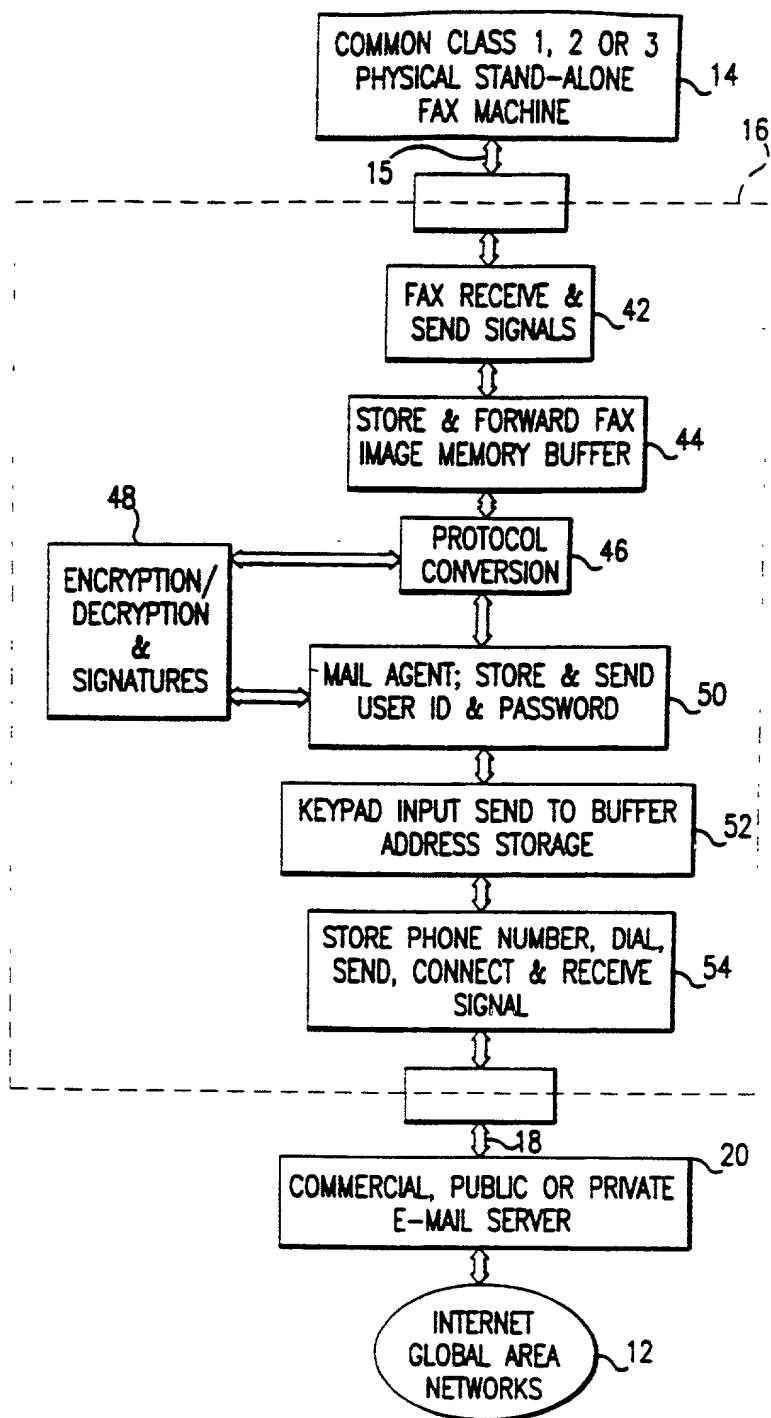 COMMON CLASS 1, 2 OR 3
PHYSICAL STAND-ALONE
FAX MACHINE
14
15
16
FAX RECEIVE &
SEND SIGNALS
42
STORE & FORWARD FAX
IMAGE MEMORY BUFFER
44
48
ENCRYPTION/
DECRYPTION
&
SIGNATURES
PROTOCOL
CONVERSION
46
MAIL AGENT; STORE & SEND
USER ID & PASSWORD
50
KEYPAD INPUT SEND TO BUFFER
ADDRESS STORAGE
52
STORE PHONE NUMBER, DIAL,
SEND, CONNECT & RECEIVE
SIGNAL
54
18
20
COMMERCIAL, PUBLIC OR PRIVATE
E-MAIL SERVER
INTERNET
GLOBAL AREA
NETWORKS
12